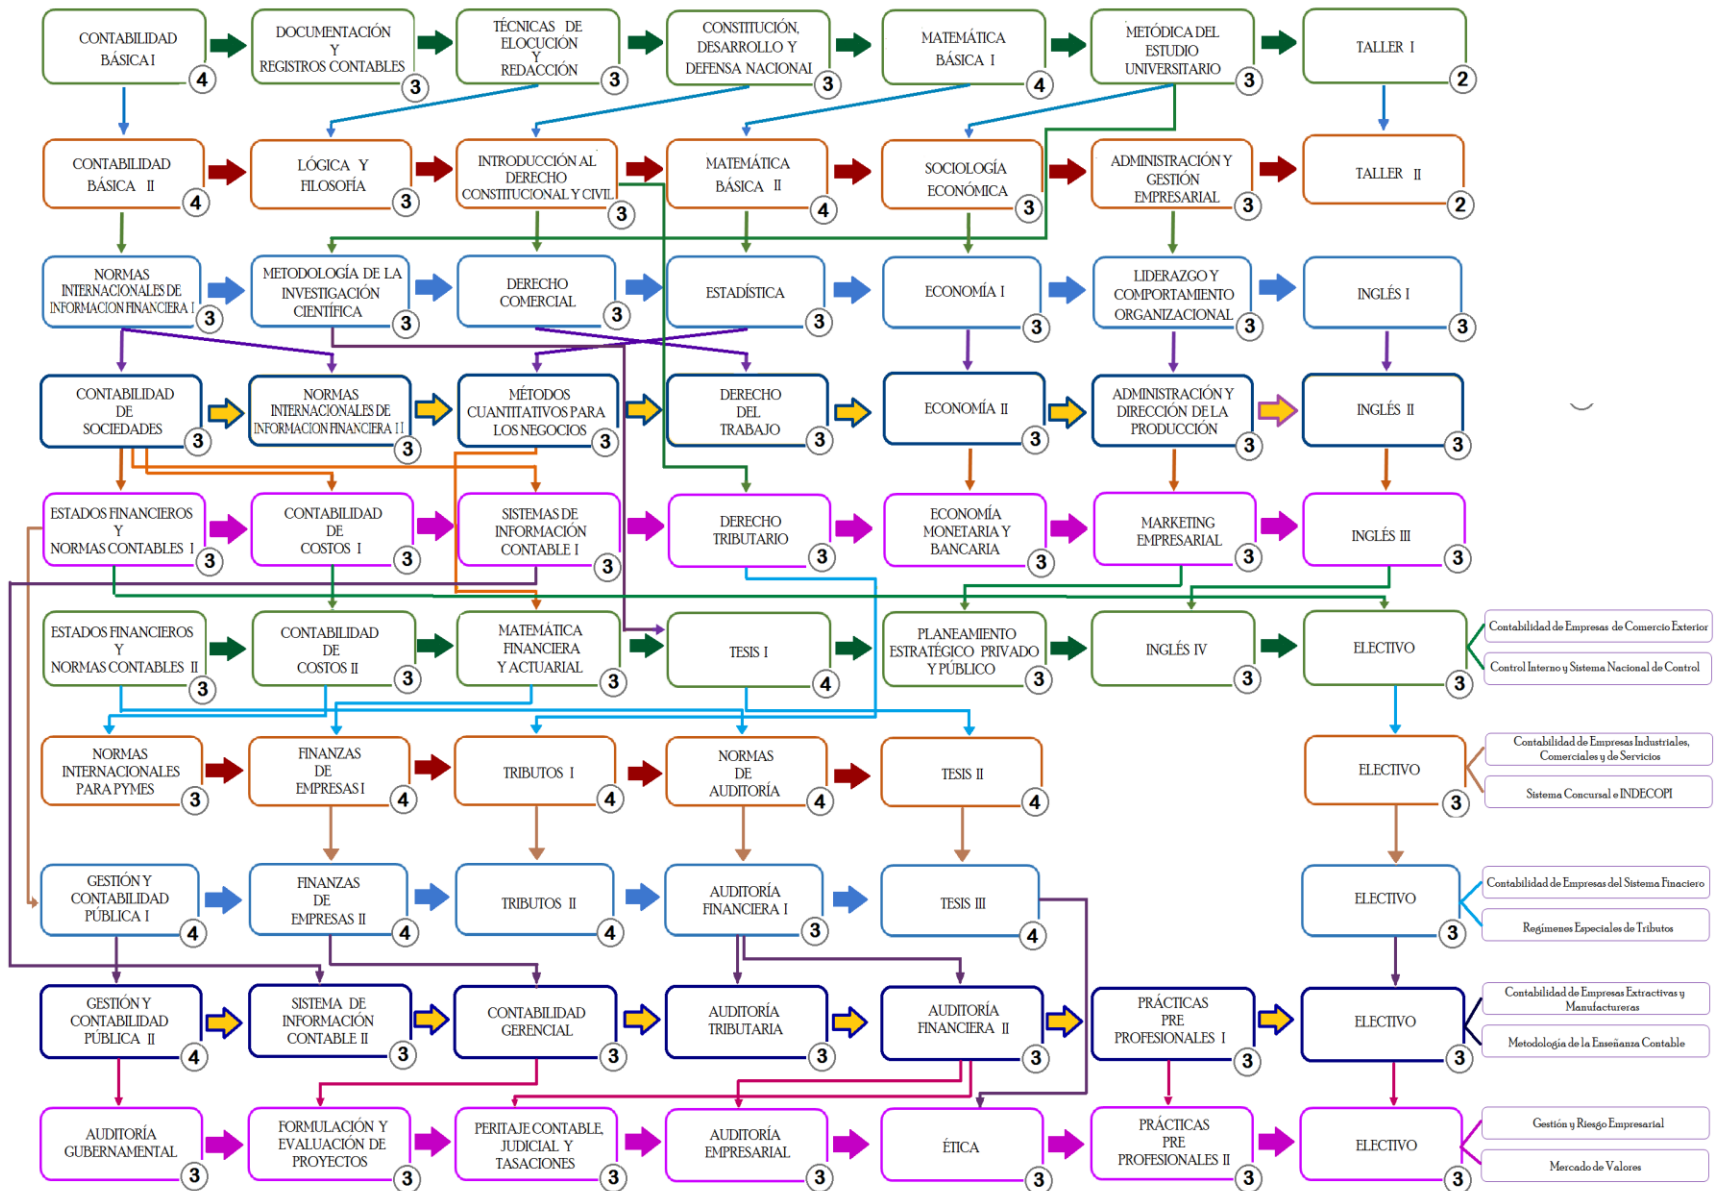 CONTABILIDAD
BÁSICA I
4
DOCUMENTACIÓN
Y
REGISTROS CONTABLES
3
TÉCNICAS DE
ELOCUCIÓN
Y
REDACCIÓN
3
CONSTITUCIÓN,
DESARROLLO Y
DEFENSA NACIONAL
3
MATEMÁTICA
BÁSICA I
4
METÓDICA DEL
ESTUDIO
UNIVERSITARIO
3
TALLER I
2
CONTABILIDAD
BÁSICA II
4
LÓGICA Y
FILOSOFÍA
3
INTRODUCCIÓN AL
DERECHO
CONSTITUCIONAL Y CIVIL
3
MATEMÁTICA
BÁSICA II
4
SOCIOLOGÍA
ECONÓMICA
3
ADMINISTRACIÓN Y
GESTIÓN
EMPRESARIAL
3
TALLER II
2
NORMAS
INTERNACIONALES DE
INFORMACION FINANCIERA I
3
METODOLOGÍA DE LA
INVESTIGACIÓN
CIENTÍFICA
3
DERECHO
COMERCIAL
3
ESTADÍSTICA
3
ECONOMÍA I
3
LIDERAZGO Y
COMPORTAMIENTO
ORGANIZACIONAL
3
INGLÉS I
3
CONTABILIDAD
DE
SOCIEDADES
3
NORMAS
INTERNACIONALES DE
INFORMACION FINANCIERA I I
3
MÉTODOS
CUANTITATIVOS PARA
LOS NEGOCIOS
3
DERECHO
DEL
TRABAJO
3
ECONOMÍA II
3
ADMINISTRACIÓN Y
DIRECCIÓN DE LA
PRODUCCIÓN
3
INGLÉS II
3
ESTADOS FINANCIEROS
Y
NORMAS CONTABLES I
3
CONTABILIDAD
DE
COSTOS I
3
SISTEMAS DE
INFORMACIÓN
CONTABLE I
3
DERECHO
TRIBUTARIO
3
ECONOMÍA
MONETARIA Y
BANCARIA
3
MARKETING
EMPRESARIAL
3
INGLÉS III
3
ESTADOS FINANCIEROS
Y
NORMAS CONTABLES II
3
CONTABILIDAD
DE
COSTOS II
3
MATEMÁTICA
FINANCIERA
Y ACTUARIAL
3
TESIS I
4
PLANEAMIENTO
ESTRATÉGICO PRIVADO
Y PÚBLICO
3
INGLÉS IV
3
ELECTIVO
3
Contabilidad de Empresas de Comercio Exterior
Control Interno y Sistema Nacional de Control
NORMAS
INTERNACIONALES
PARA PYMES
3
FINANZAS
DE
EMPRESAS I
4
TRIBUTOS I
4
NORMAS
DE
AUDITORÍA
4
TESIS II
4
ELECTIVO
3
Contabilidad de Empresas Industriales,
Comerciales y de Servicios
Sistema Concursal e INDECOPI
GESTIÓN Y
CONTABILIDAD
PÚBLICA I
4
FINANZAS
DE
EMPRESAS II
4
TRIBUTOS II
4
AUDITORÍA
FINANCIERA I
3
TESIS III
4
ELECTIVO
3
Contabilidad de Empresas del Sistema Finaciero
Regímenes Especiales de Tributos
GESTIÓN Y
CONTABILIDAD
PÚBLICA II
4
SISTEMA DE
INFORMACIÓN
CONTABLE II
3
CONTABILIDAD
GERENCIAL
3
AUDITORÍA
TRIBUTARIA
3
AUDITORÍA
FINANCIERA II
3
PRÁCTICAS
PRE
PROFESIONALES I
3
ELECTIVO
3
Contabilidad de Empresas Extractivas y
Manufactureras
Metodología de la Enseñanza Contable
AUDITORÍA
GUBERNAMENTAL
3
FORMULACIÓN Y
EVALUACIÓN DE
PROYECTOS
3
PERITAJE CONTABLE,
JUDICIAL Y
TASACIONES
3
AUDITORÍA
EMPRESARIAL
3
ÉTICA
3
PRÁCTICAS
PRE
PROFESIONALES II
3
ELECTIVO
3
Gestión y Riesgo Empresarial
Mercado de Valores